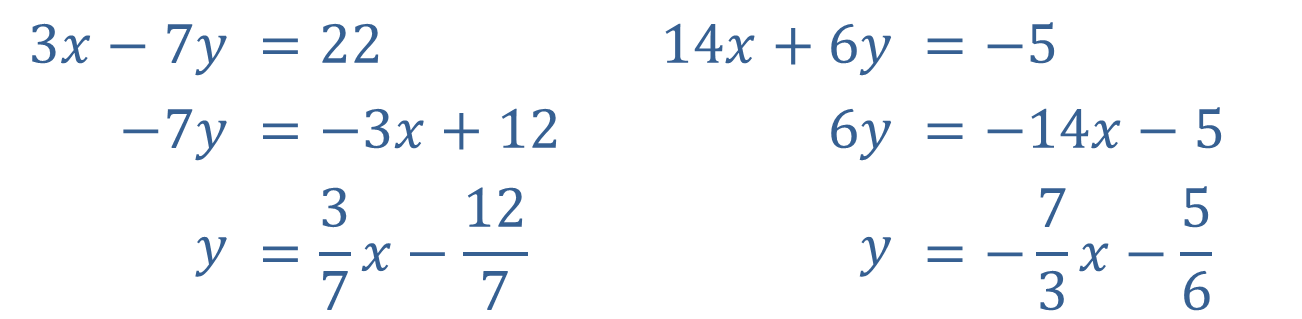 3x − 7y = 22
−7y = −3x + 12
y = 3/7 x − 12/7
14x + 6y = −5
6y = −14x − 5
y = −7/3 x − 5/6